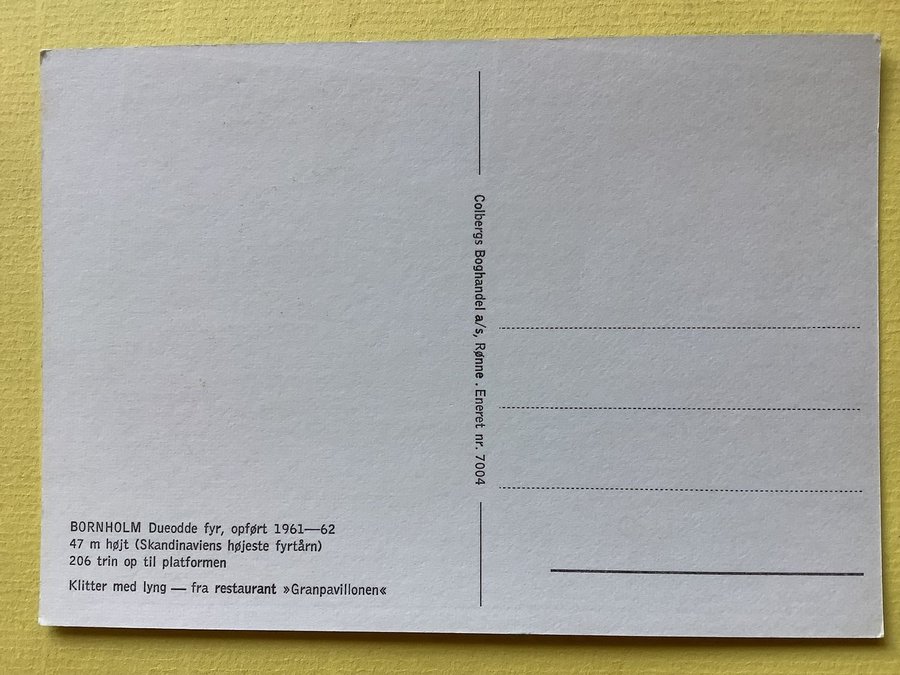 BORNHOLM Dueodde fyr, opført 1961—62
47 m højt (Skandinaviens højeste fyrtårn)
206 trin op til platformen
Klitter med lyng — fra restaurant »Granpavillonen«
Colbergs Boghandel a/s, Rønne . Eneret nr. 7004